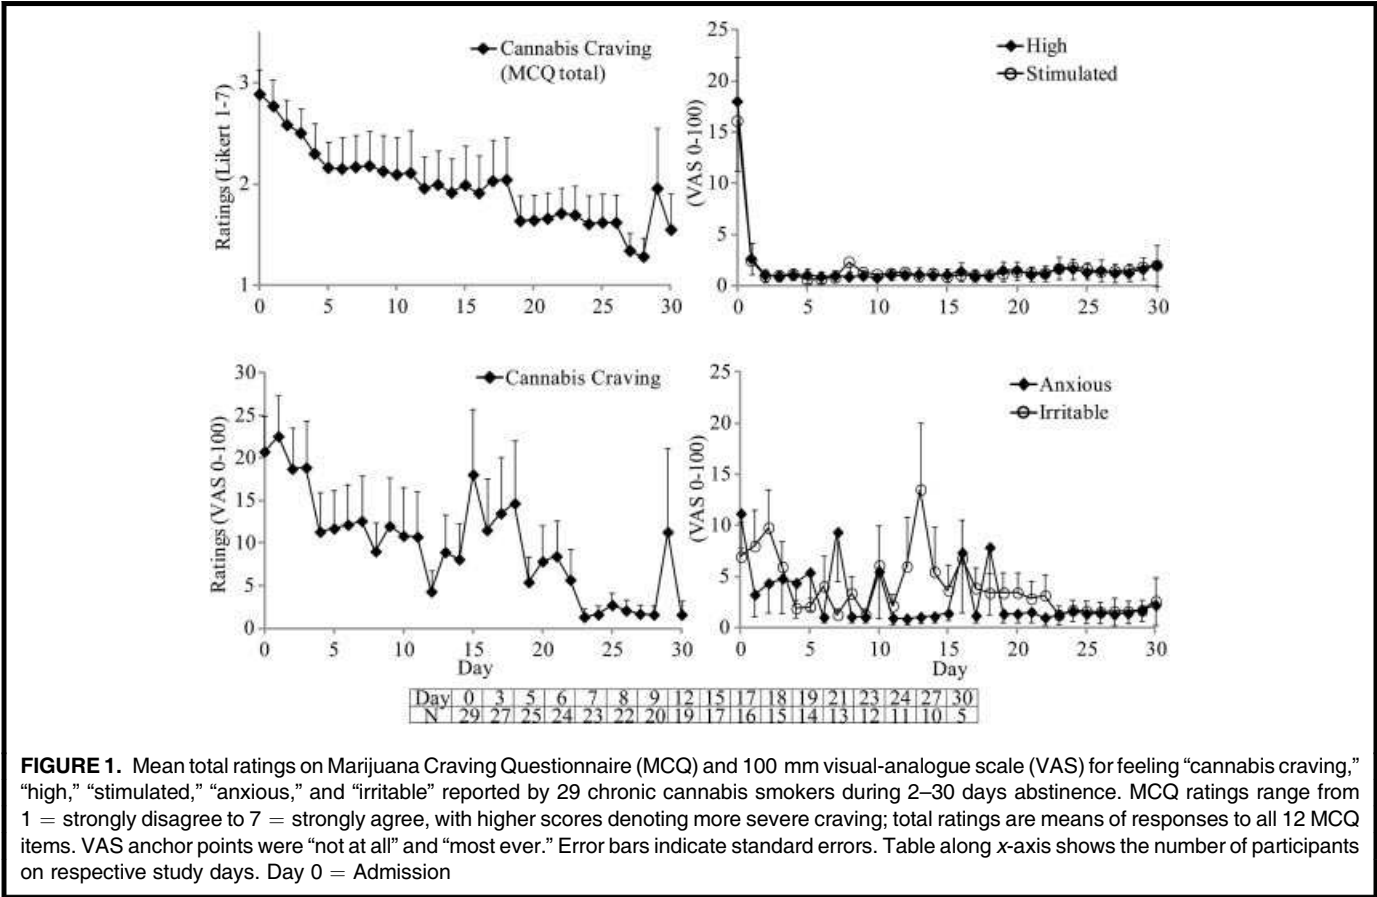 Cannabis Craving
(MCQ total)
Ratings (Likert 1-7)
3
2
1
0 5 10 15 20 25 30
High
Stimulated
(VAS 0-100)
25
20
15
10
5
0
0 5 10 15 20 25 30
Cannabis Craving
Ratings (VAS 0-100)
30
25
20
15
10
5
0
0 5 10 15 20 25 30
Day
Anxious
Irritable
(VAS 0-100)
25
20
15
10
5
0
0 5 10 15 20 25 30
Day
Day 0 3 5 6 7 8 9 12 15 17 18 19 21 23 24 27 30
N 29 27 25 24 23 22 20 19 17 16 15 14 13 12 11 10 5
FIGURE 1. Mean total ratings on Marijuana Craving Questionnaire (MCQ) and 100 mm visual-analogue scale (VAS) for feeling “cannabis craving,”
“high,” “stimulated,” “anxious,” and “irritable” reported by 29 chronic cannabis smokers during 2–30 days abstinence. MCQ ratings range from
1 = strongly disagree to 7 = strongly agree, with higher scores denoting more severe craving; total ratings are means of responses to all 12 MCQ
items. VAS anchor points were “not at all” and “most ever.” Error bars indicate standard errors. Table along x-axis shows the number of participants
on respective study days. Day 0 = Admission